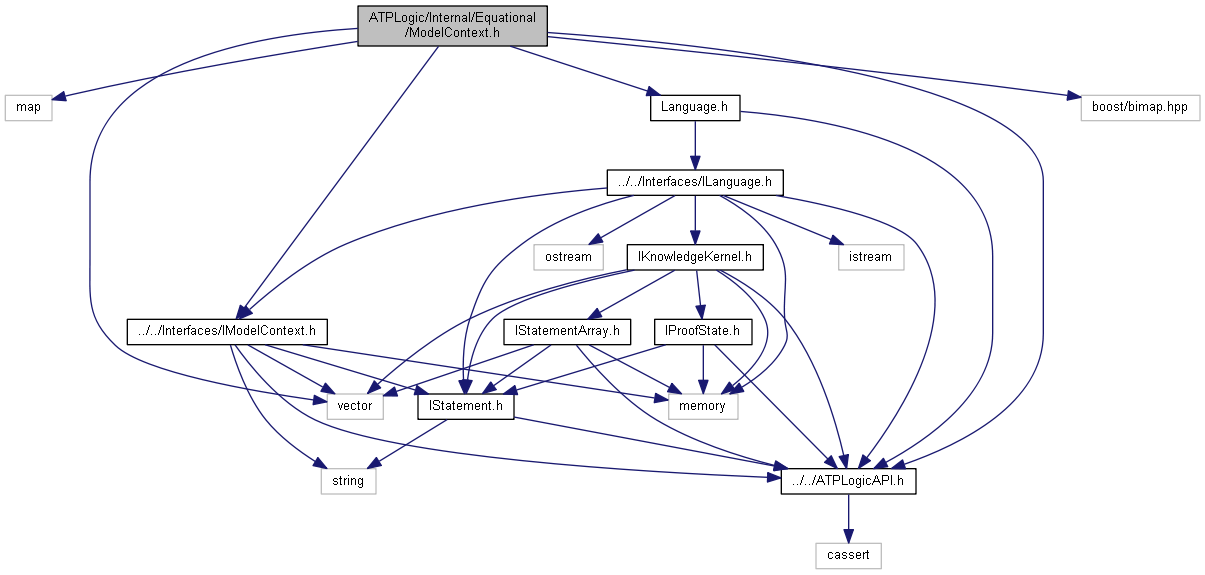 ATPLogic/Internal/Equational
/ModelContext.h
map
Language.h
boost/bimap.hpp
../../Interfaces/ILanguage.h
ostream
IKnowledgeKernel.h
istream
../../Interfaces/IModelContext.h
IStatementArray.h
IProofState.h
vector
IStatement.h
memory
string
../../ATPLogicAPI.h
cassert